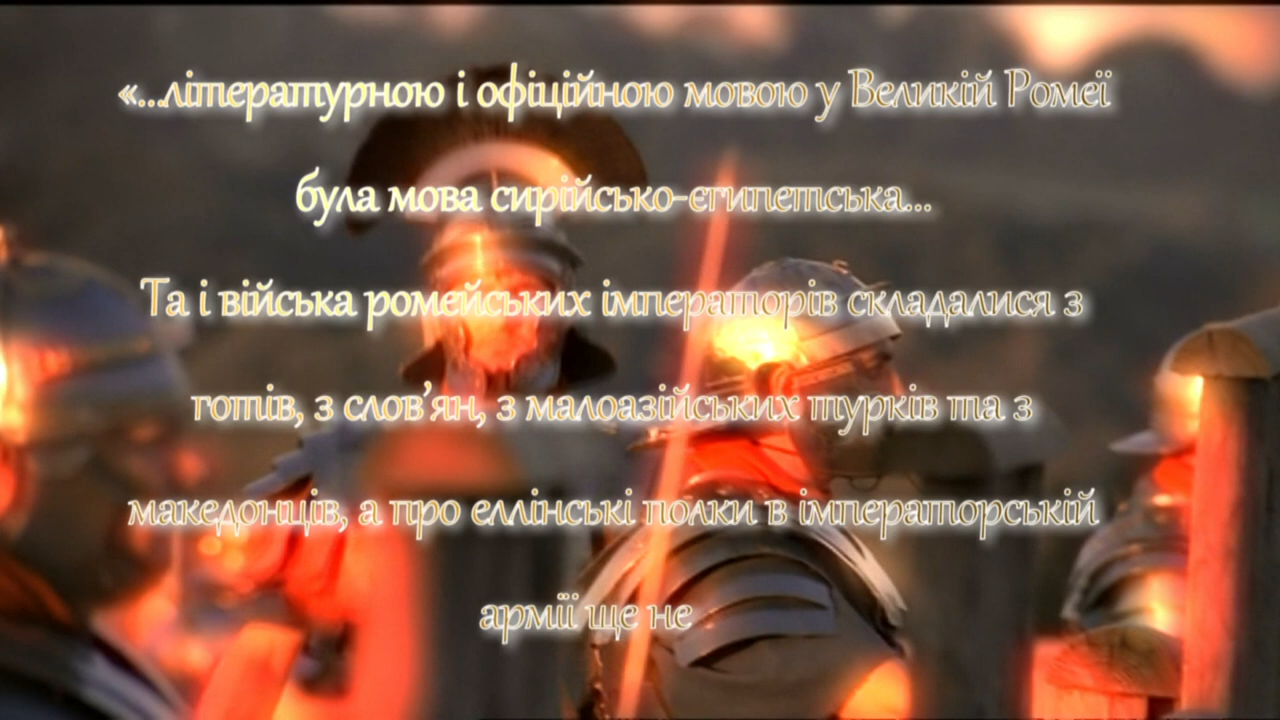 «...літературною і офіційною мовою у Великій Ромеї
була мова сирійсько-єгипетська...
Та і війська ромейських імператорів складалися з
готів, з слов’ян, з малоазійських турків та з
македонців, а про еллінські полки в імператорській
армії ще не